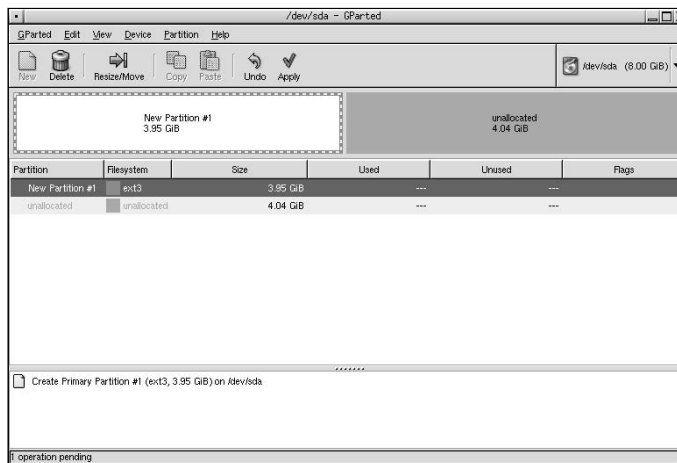 /dev/sda - GParted
GParted Edit View Device Partition Help
New Delete Resize/Move Copy Paste Undo Apply /dev/sda (8.00 GiB)
New Partition #1
3.95 GiB
unallocated
4.04 GiB
Partition Filesystem Size Used Unused Flags
New Partition #1 ext3 3.95 GiB --- ---
unallocated unallocated 4.04 GiB --- ---
Create Primary Partition #1 (ext3, 3.95 GiB) on /dev/sda
1 operation pending